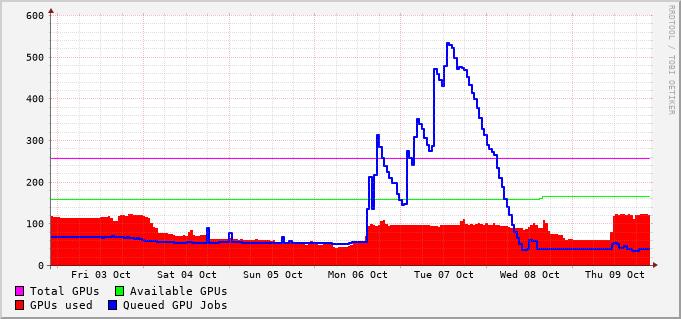 600
500
400
300
200
100
0
Fri 03 Oct Sat 04 Oct Sun 05 Oct Mon 06 Oct Tue 07 Oct Wed 08 Oct Thu 09 Oct
Total GPUs Available GPUs
GPUs used Queued GPU Jobs
RRDTOOL / TOBI OETIKER